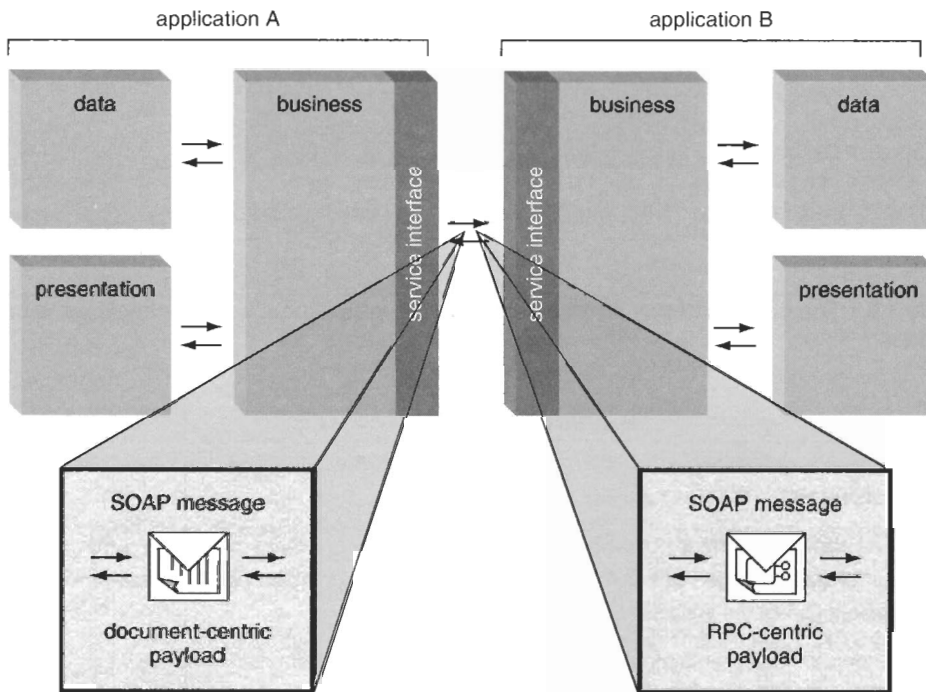 application A
application B
data
business
service interface
service interface
business
data
presentation
presentation
SOAP message
document-centric
payload
SOAP message
RPC-centric
payload